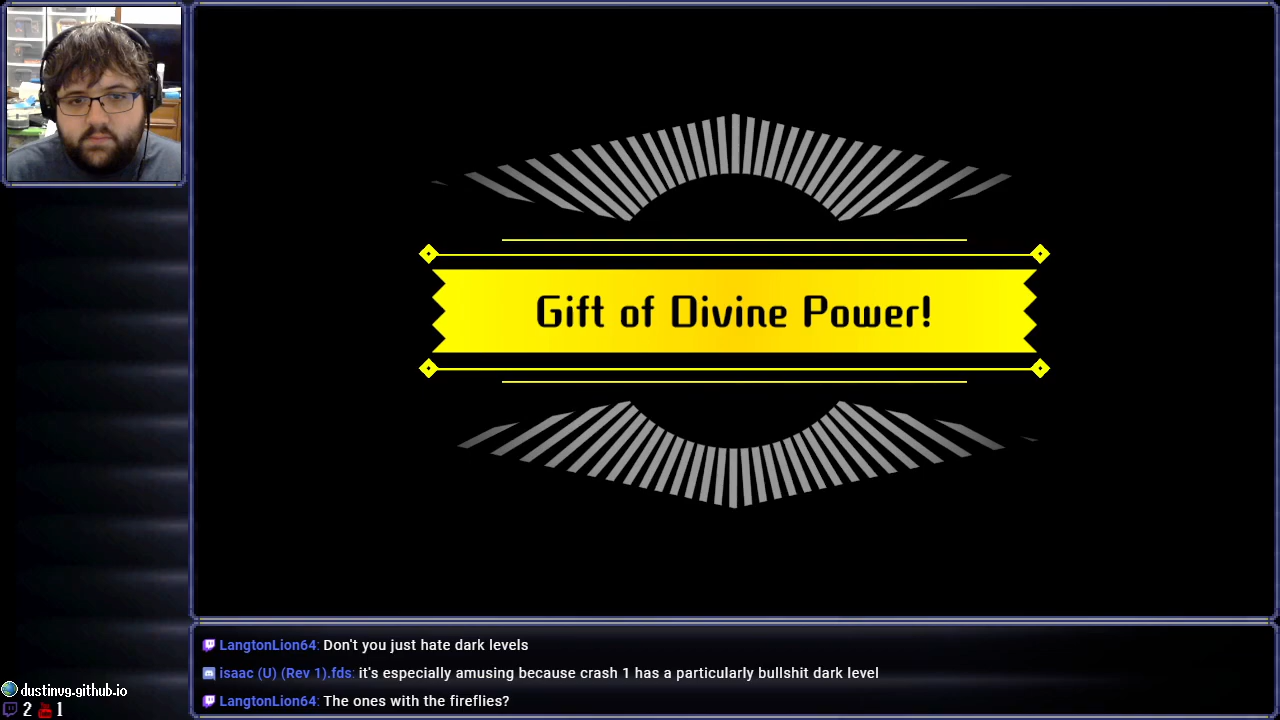 Gift of Divine Power!
LangtonLion64: Don't you just hate dark levels
isaac (U) (Rev 1).fds: it's especially amusing because crash 1 has a particularly bullshit dark level
LangtonLion64: The ones with the fireflies?
dustinvg.github.io
2 1